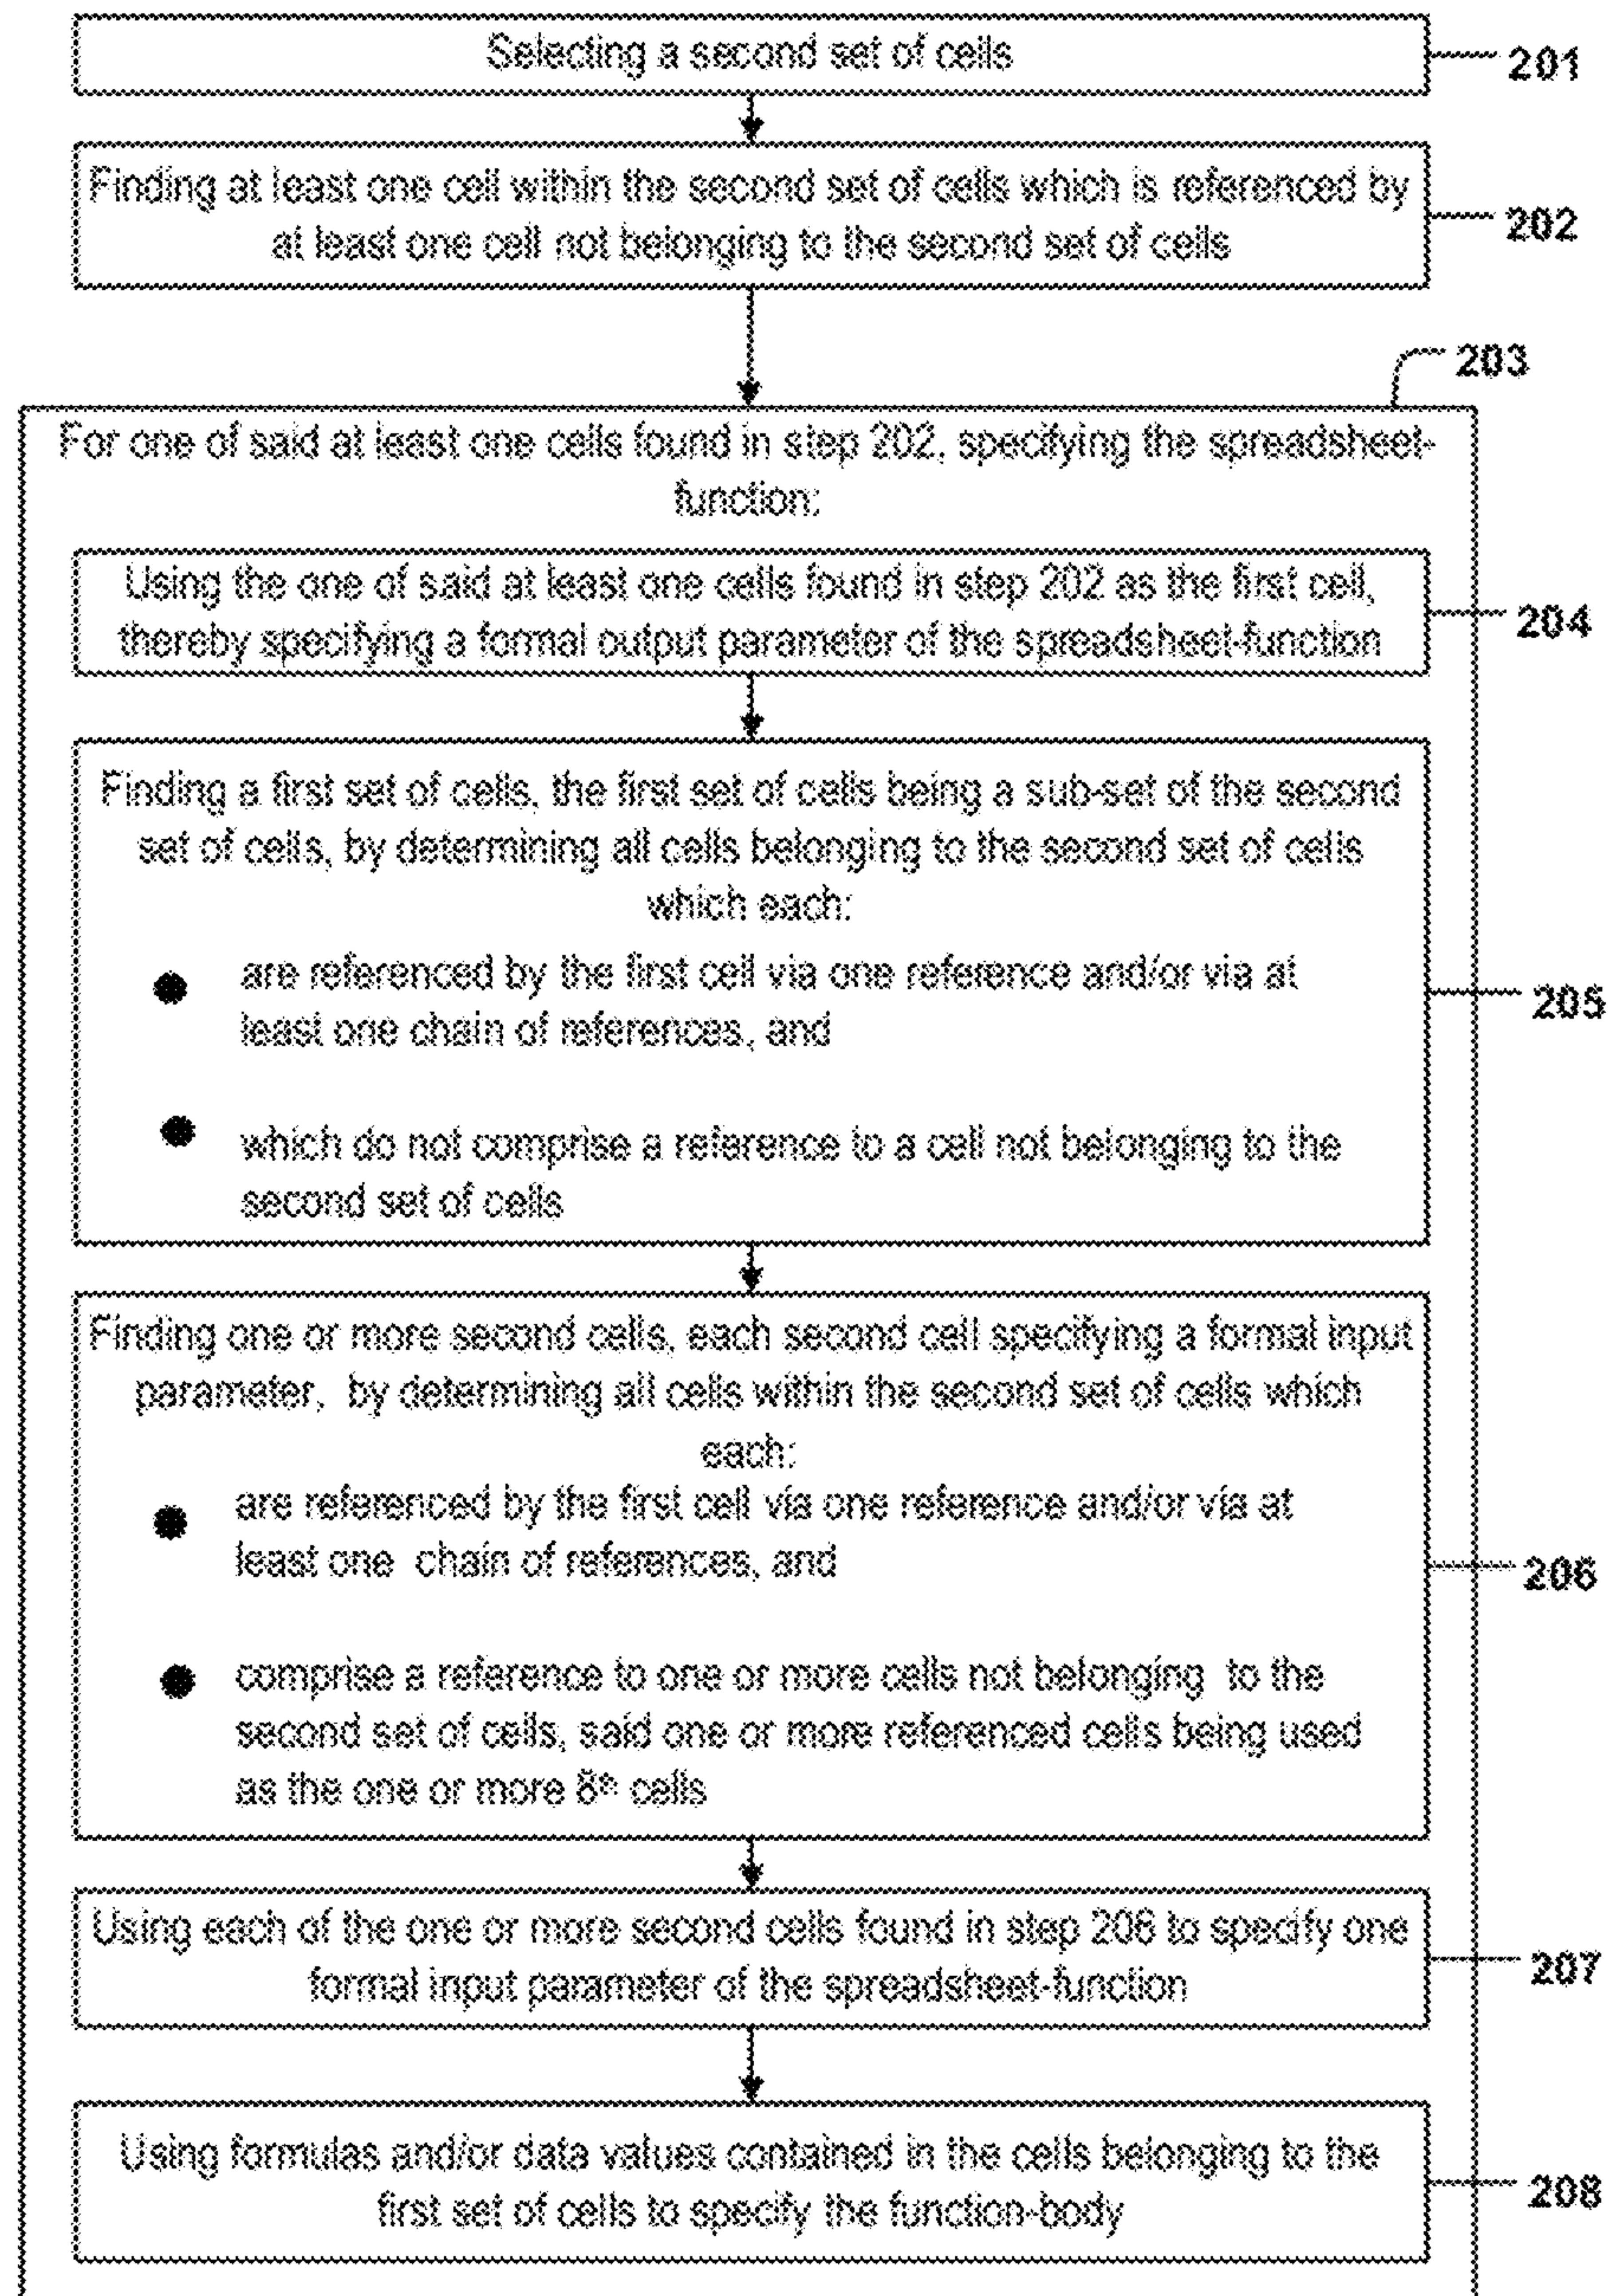 Selecting a second set of cells
201
Finding at least one cell within the second set of cells which is referenced by
at least one cell not belonging to the second set of cells
202
203
For one of said at least one cells found in step 202, specifying the spreadsheet-
function:
Using the one of said at least one cells found in step 202 as the first cell,
thereby specifying a formal output parameter of the spreadsheet-function
204
Finding a first set of cells, the first set of cells being a sub-set of the second
set of cells, by determining all cells belonging to the second set of cells
which each:
● are referenced by the first cell via one reference and/or via at
least one chain of references, and
● which do not comprise a reference to a cell not belonging to the
second set of cells
205
Finding one or more second cells, each second cell specifying a formal input
parameter, by determining all cells within the second set of cells which
each:
● are referenced by the first cell via one reference and/or via at
least one chain of references, and
● comprise a reference to one or more cells not belonging to the
second set of cells, said one or more referenced cells being used
as the one or more 8th cells
206
Using each of the one or more second cells found in step 206 to specify one
formal input parameter of the spreadsheet-function
207
Using formulas and/or data values contained in the cells belonging to the
first set of cells to specify the function-body
208